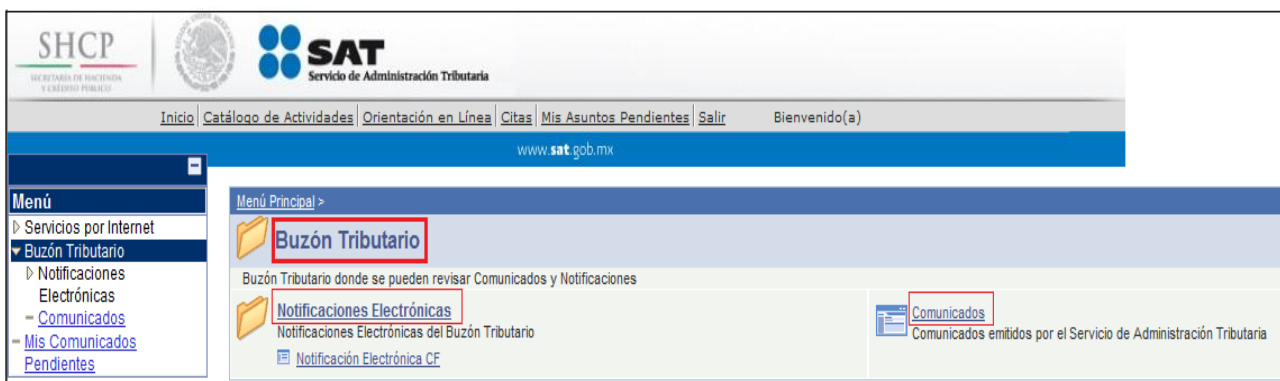 SHCP
SECRETARÍA DE HACIENDA
Y CRÉDITO PÚBLICO
SAT
Servicio de Administración Tributaria
Inicio Catálogo de Actividades Orientación en Línea Citas Mis Asuntos Pendientes Salir Bienvenido(a)
www.sat.gob.mx
Menú
Servicios por Internet
Buzón Tributario
Notificaciones
Electrónicas
Comunicados
Mis Comunicados
Pendientes
Menú Principal >
Buzón Tributario
Buzón Tributario donde se pueden revisar Comunicados y Notificaciones
Notificaciones Electrónicas
Notificaciones Electrónicas del Buzón Tributario
Notificación Electrónica CF
Comunicados
Comunicados emitidos por el Servicio de Administración Tributaria